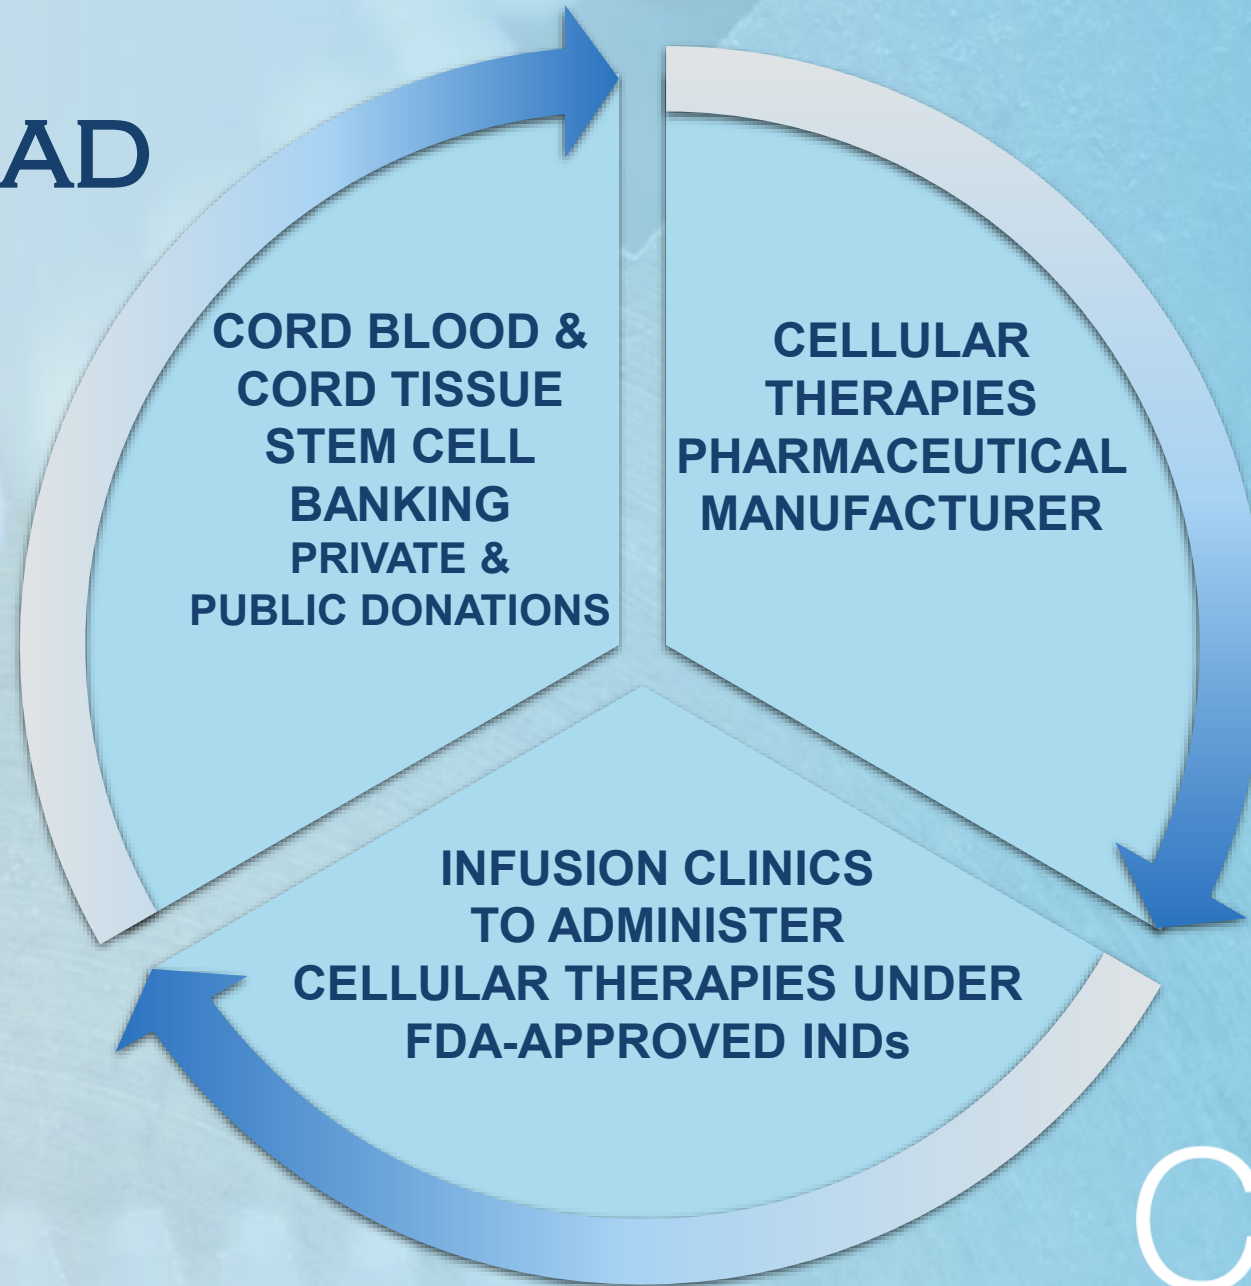 AD
CORD BLOOD &
CORD TISSUE
STEM CELL
BANKING
PRIVATE &
PUBLIC DONATIONS
CELLULAR
THERAPIES
PHARMACEUTICAL
MANUFACTURER
INFUSION CLINICS
TO ADMINISTER
CELLULAR THERAPIES UNDER
FDA-APPROVED INDs
C